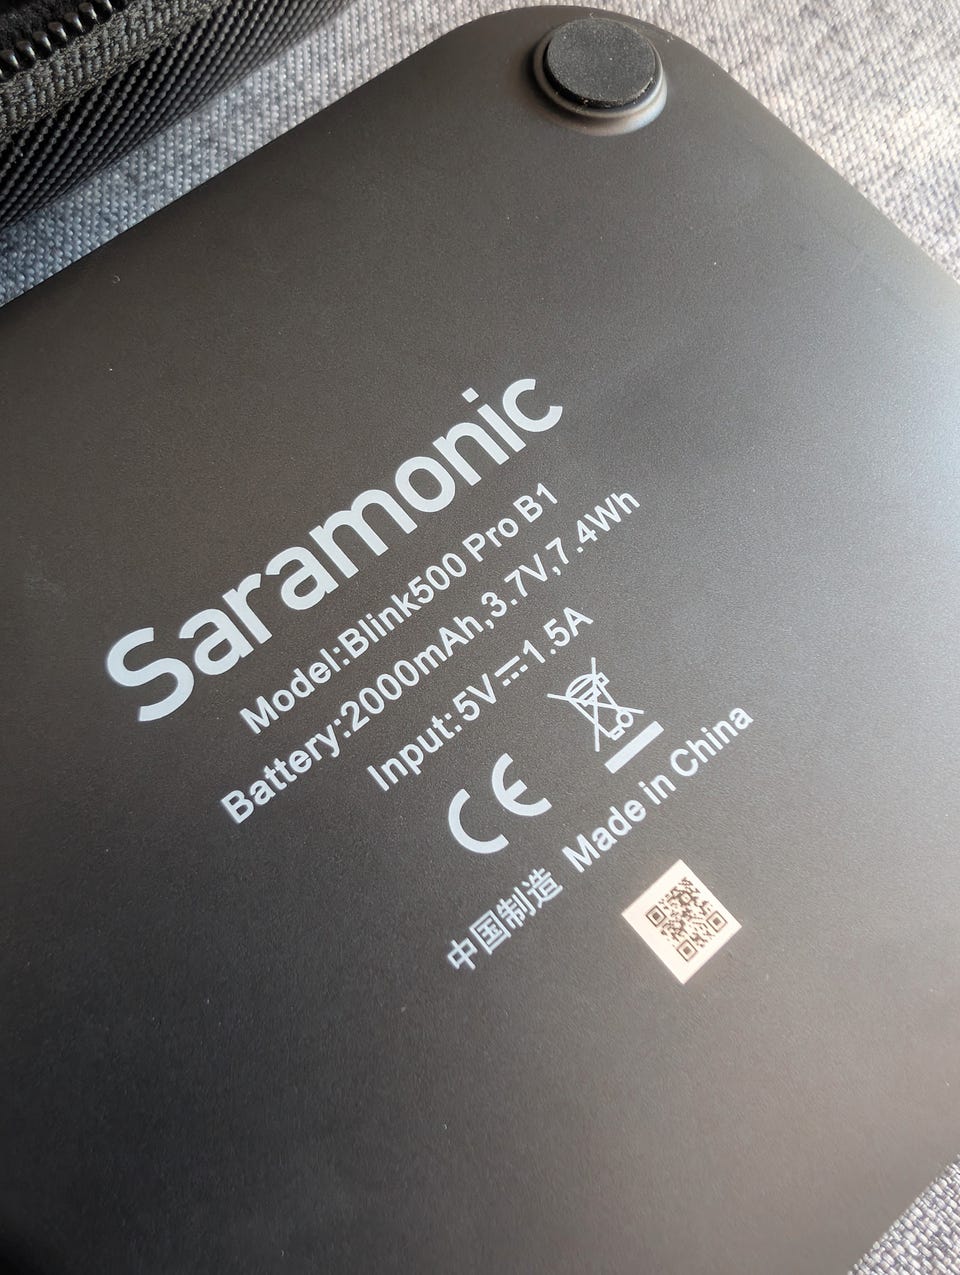 Saramonic
Model:Blink500 Pro B1
Battery:2000mAh,3.7V,7.4Wh
Input:5V⎓1.5A
CE
中国制造 Made in China